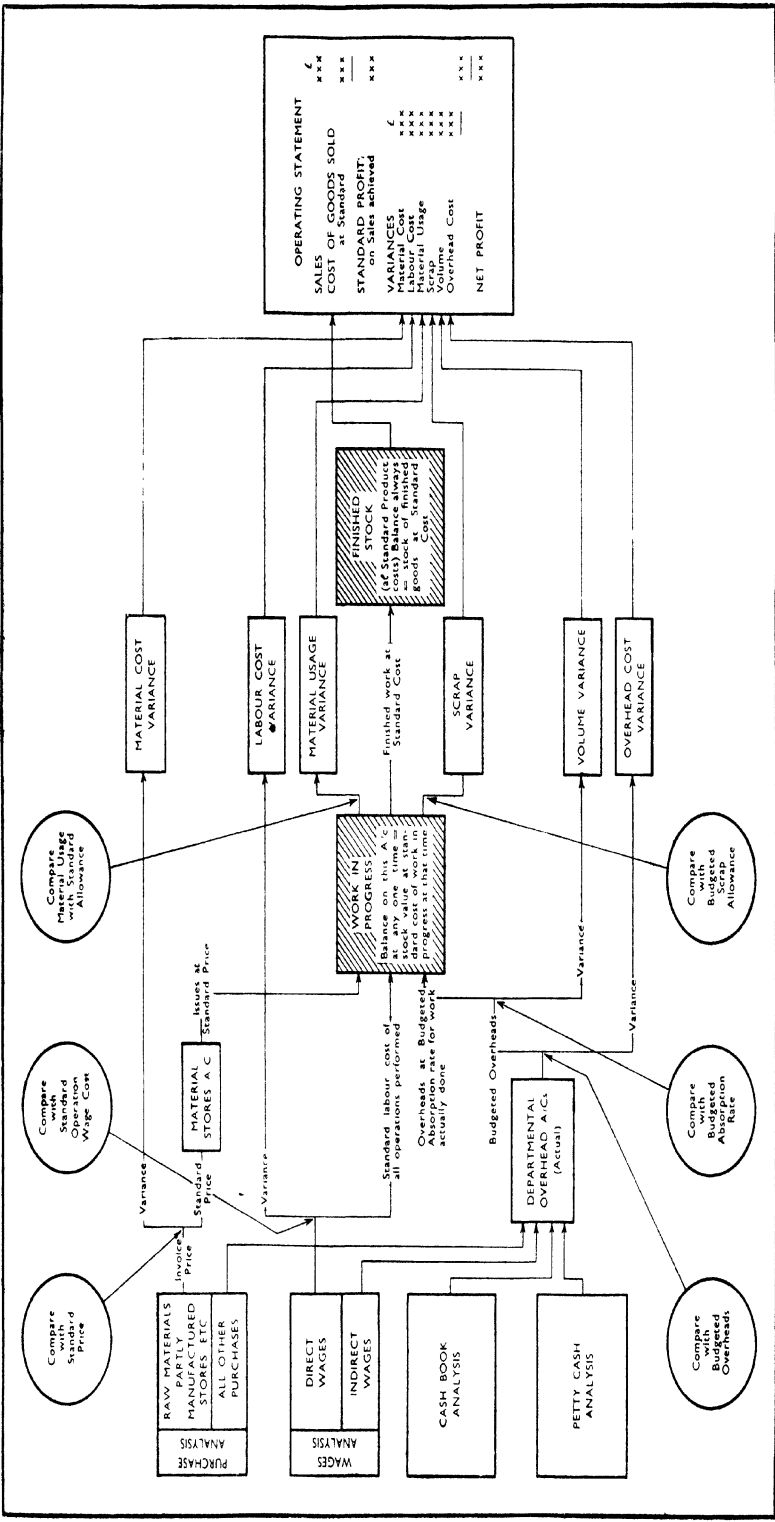 Compare
with
Standard
Price
Compare
with
Standard
Operation
Wage Cost
Compare
Material Usage
with Standard
Allowance
PURCHASE
ANALYSIS
RAW MATERIALS
PARTLY
MANUFACTURED
STORES ETC
ALL OTHER
PURCHASES
Invoice
Price
Variance
Standard
Price
MATERIAL
STORES A C
Issues at
Standard Price
MATERIAL COST
VARIANCE
WAGES
ANALYSIS
DIRECT
WAGES
INDIRECT
WAGES
Variance
Standard labour cost of
all operations performed
LABOUR COST
VARIANCE
MATERIAL USAGE
VARIANCE
WORK IN
PROGRESS
Balance on this A/c
at any one time =
stock value at stan-
dard cost of work in
progress at that time
Finished work at
Standard Cost
FINISHED
STOCK
(at Standard Product
costs) Balance always
= stock of finished
goods at Standard
Cost
SCRAP
VARIANCE
CASH BOOK
ANALYSIS
PETTY CASH
ANALYSIS
Overheads at Budgeted
Absorption rate for work
actually done
Budgeted Overheads
DEPARTMENTAL
OVERHEAD A/Cs
(Actual)
Variance
Variance
VOLUME VARIANCE
OVERHEAD COST
VARIANCE
Compare
with
Budgeted
Overheads
Compare
with
Budgeted
Absorption
Rate
Compare
with
Budgeted
Scrap
Allowance
OPERATING STATEMENT
£
SALES xxx
COST OF GOODS SOLD
at Standard xxx
STANDARD PROFIT,
on Sales achieved xxx
VARIANCES £
Material Cost xxx
Labour Cost xxx
Material Usage xxx
Scrap xxx
Volume xxx
Overhead Cost xxx
xxx
NET PROFIT xxx